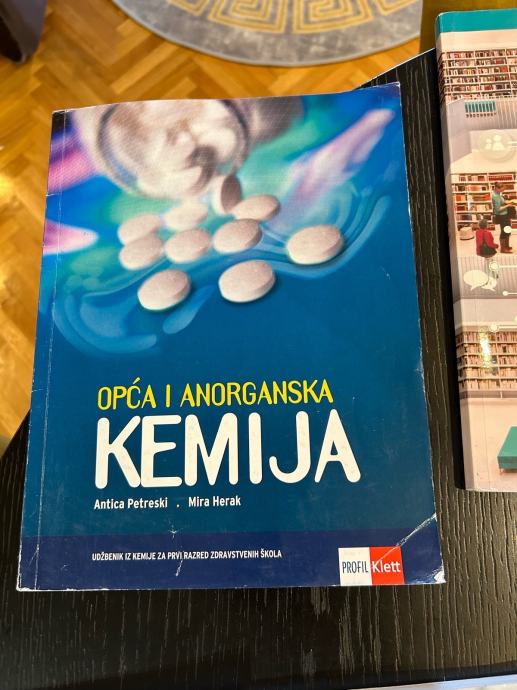 OPĆA I ANORGANSKA
KEMIJA
Antica Petreski . Mira Herak
UDŽBENIK IZ KEMIJE ZA PRVI RAZRED ZDRAVSTVENIH ŠKOLA
PROFIL Klett